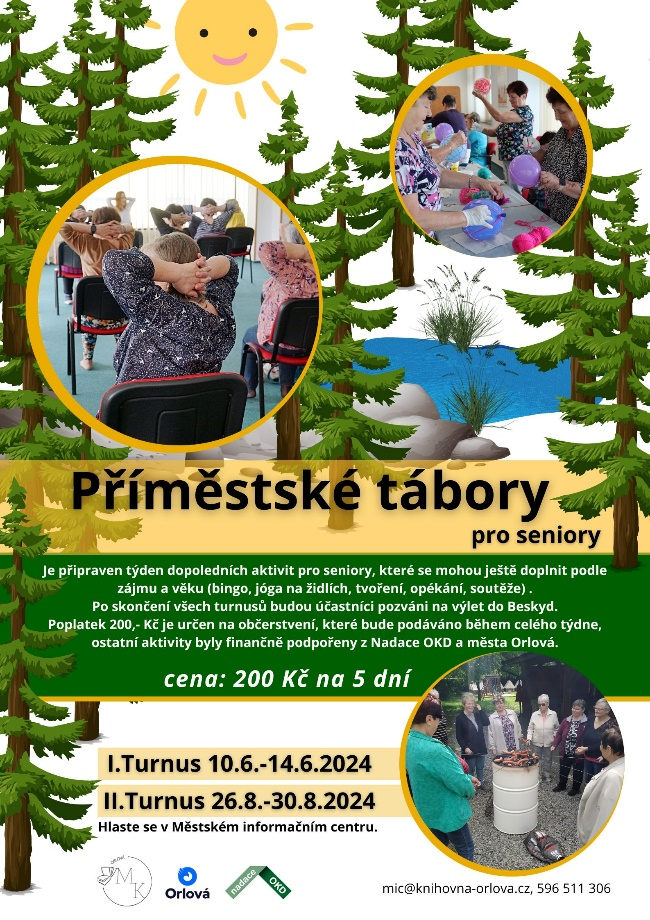 Příměstské tábory
pro seniory
Je připraven týden dopoledních aktivit pro seniory, které se mohou ještě doplnit podle
zájmu a věku (bingo, jóga na židlích, tvoření, opékání, soutěže) .
Po skončení všech turnusů budou účastníci pozváni na výlet do Beskyd.
Poplatek 200,- Kč je určen na občerstvení, které bude podáváno během celého týdne,
ostatní aktivity byly finančně podpořeny z Nadace OKD a města Orlová.
cena: 200 Kč na 5 dní
I.Turnus 10.6.-14.6.2024
II.Turnus 26.8.-30.8.2024
Hlaste se v Městském informačním centru.
MK
Orlová
nadace OKD
mic@knihovna-orlova.cz, 596 511 306